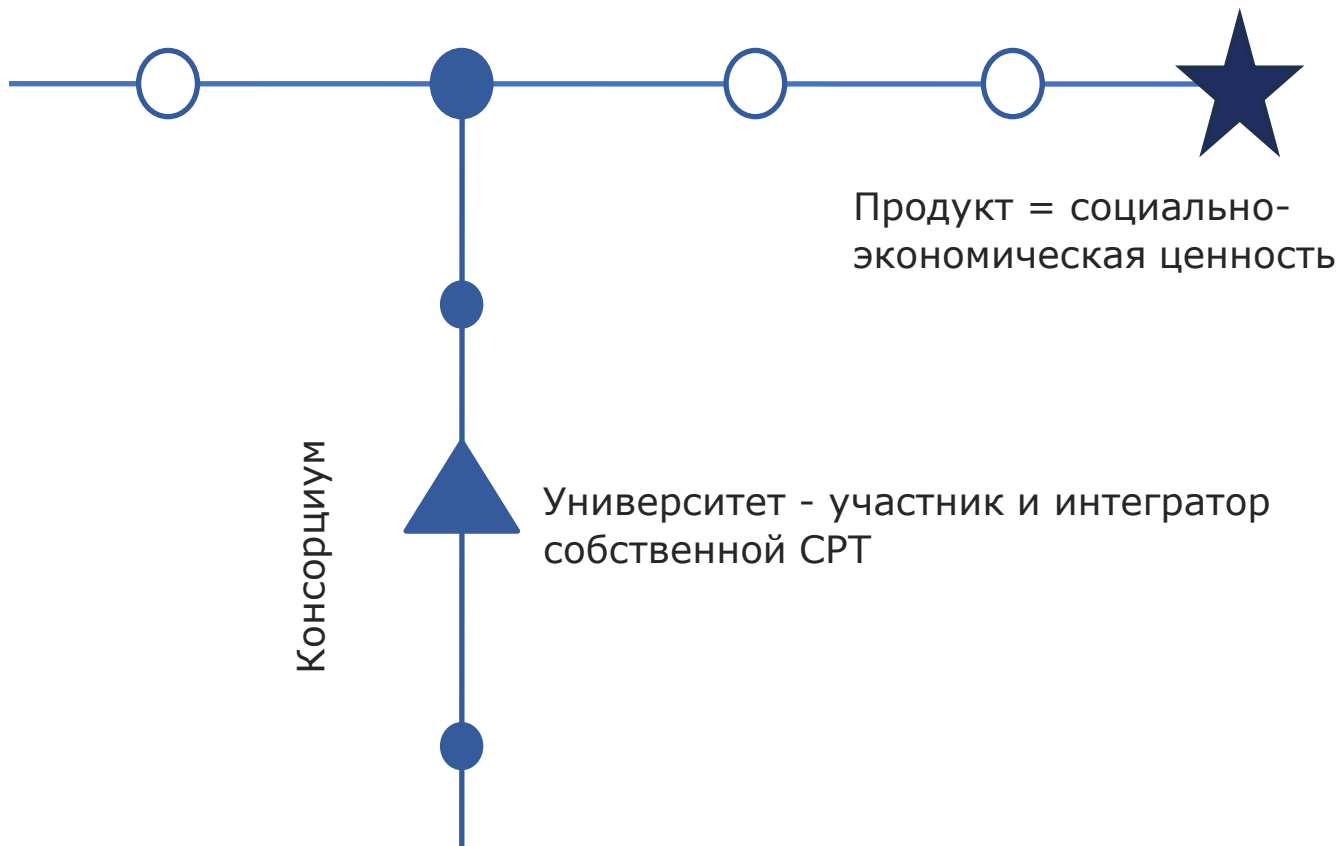 Продукт = социально-
экономическая ценность
Консорциум
Университет - участник и интегратор
собственной СРТ